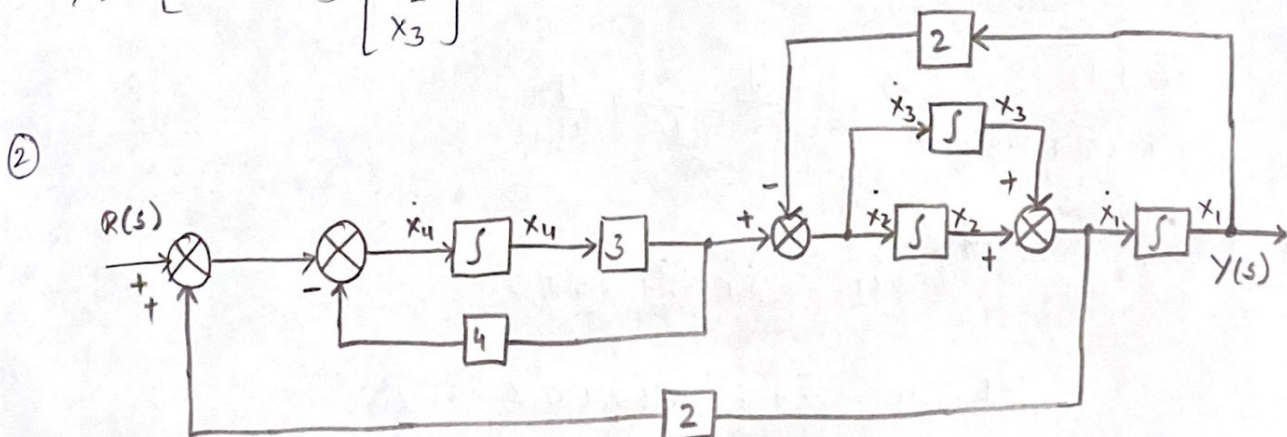 x3
②
2
ẋ3 ∫ x3
R(s)
+
+
-
ẋ4 ∫ x4 3
4
+ -
ẋ2 ∫ x2
+
+
ẋ1 ∫ x1
Y(s)
2